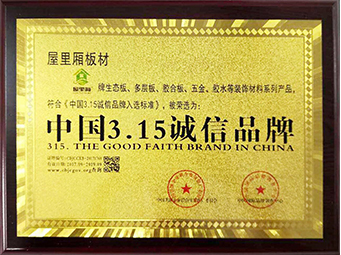 屋里厢板材
屋里厢
牌生态板、多层板、胶合板、五金、胶水等装饰材料系列产品,
符合《中国3.15诚信品牌入选标准》, 被荣选为:
中国3.15诚信品牌
315. THE GOOD FAITH BRAND IN CHINA